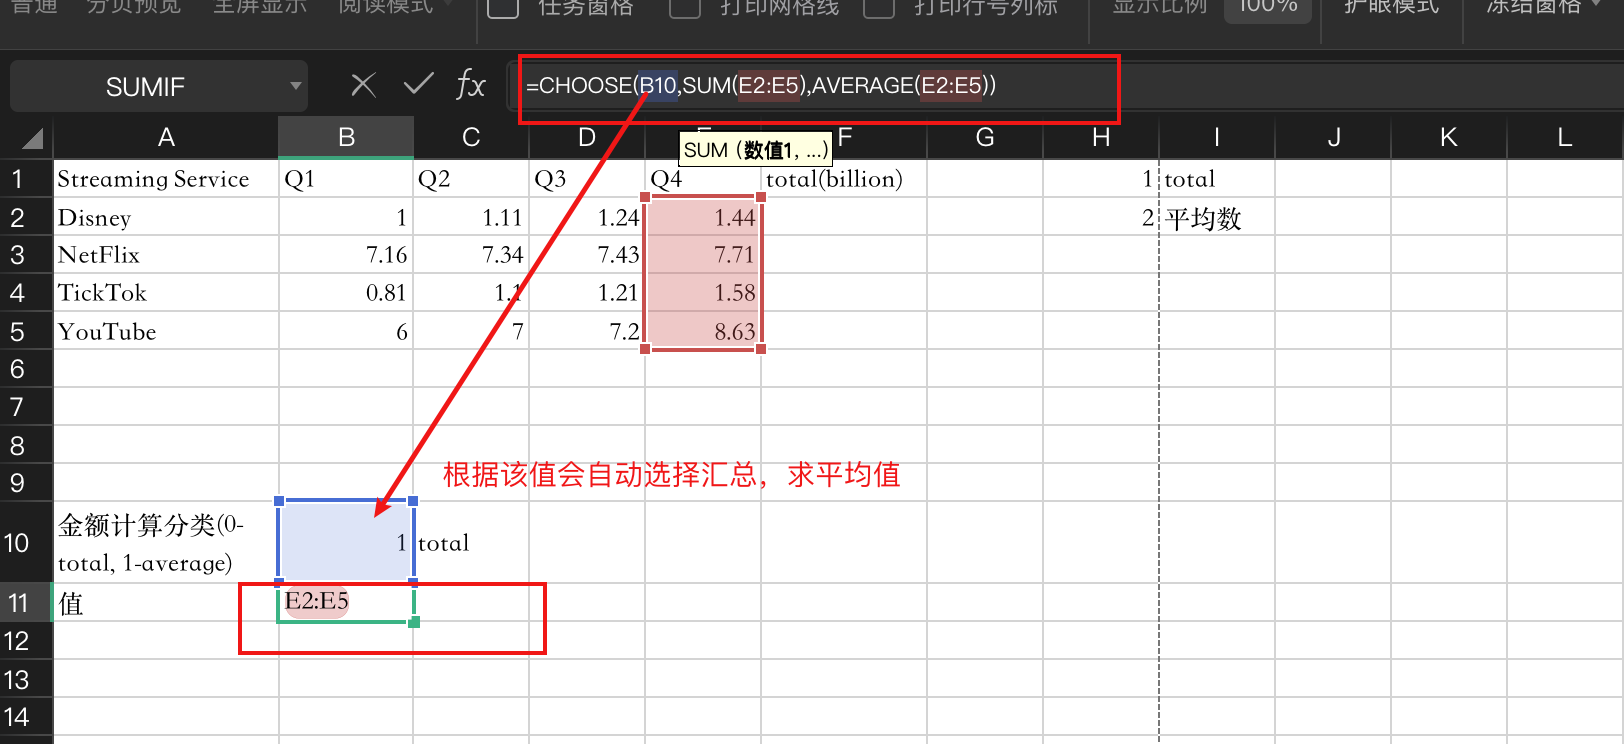 普通 分页预览 全屏显示 阅读模式 任务窗格 打印网格线 打印行号列标 显示比例 100% 护眼模式 冻结窗格
SUMIF fx =CHOOSE(B10,SUM(E2:E5),AVERAGE(E2:E5))
A B C D E F G H I J K L
SUM (数值1, ...)
1 Streaming Service Q1 Q2 Q3 Q4 total(billion) 1 total
2 Disney 1 1.11 1.24 1.44 2 平均数
3 NetFlix 7.16 7.34 7.43 7.71
4 TickTok 0.81 1.1 1.21 1.58
5 YouTube 6 7 7.2 8.63
6
7
8
9 根据该值会自动选择汇总，求平均值
10 金额计算分类(0-
total, 1-average) 1 total
11 值 E2:E5
12
13
14